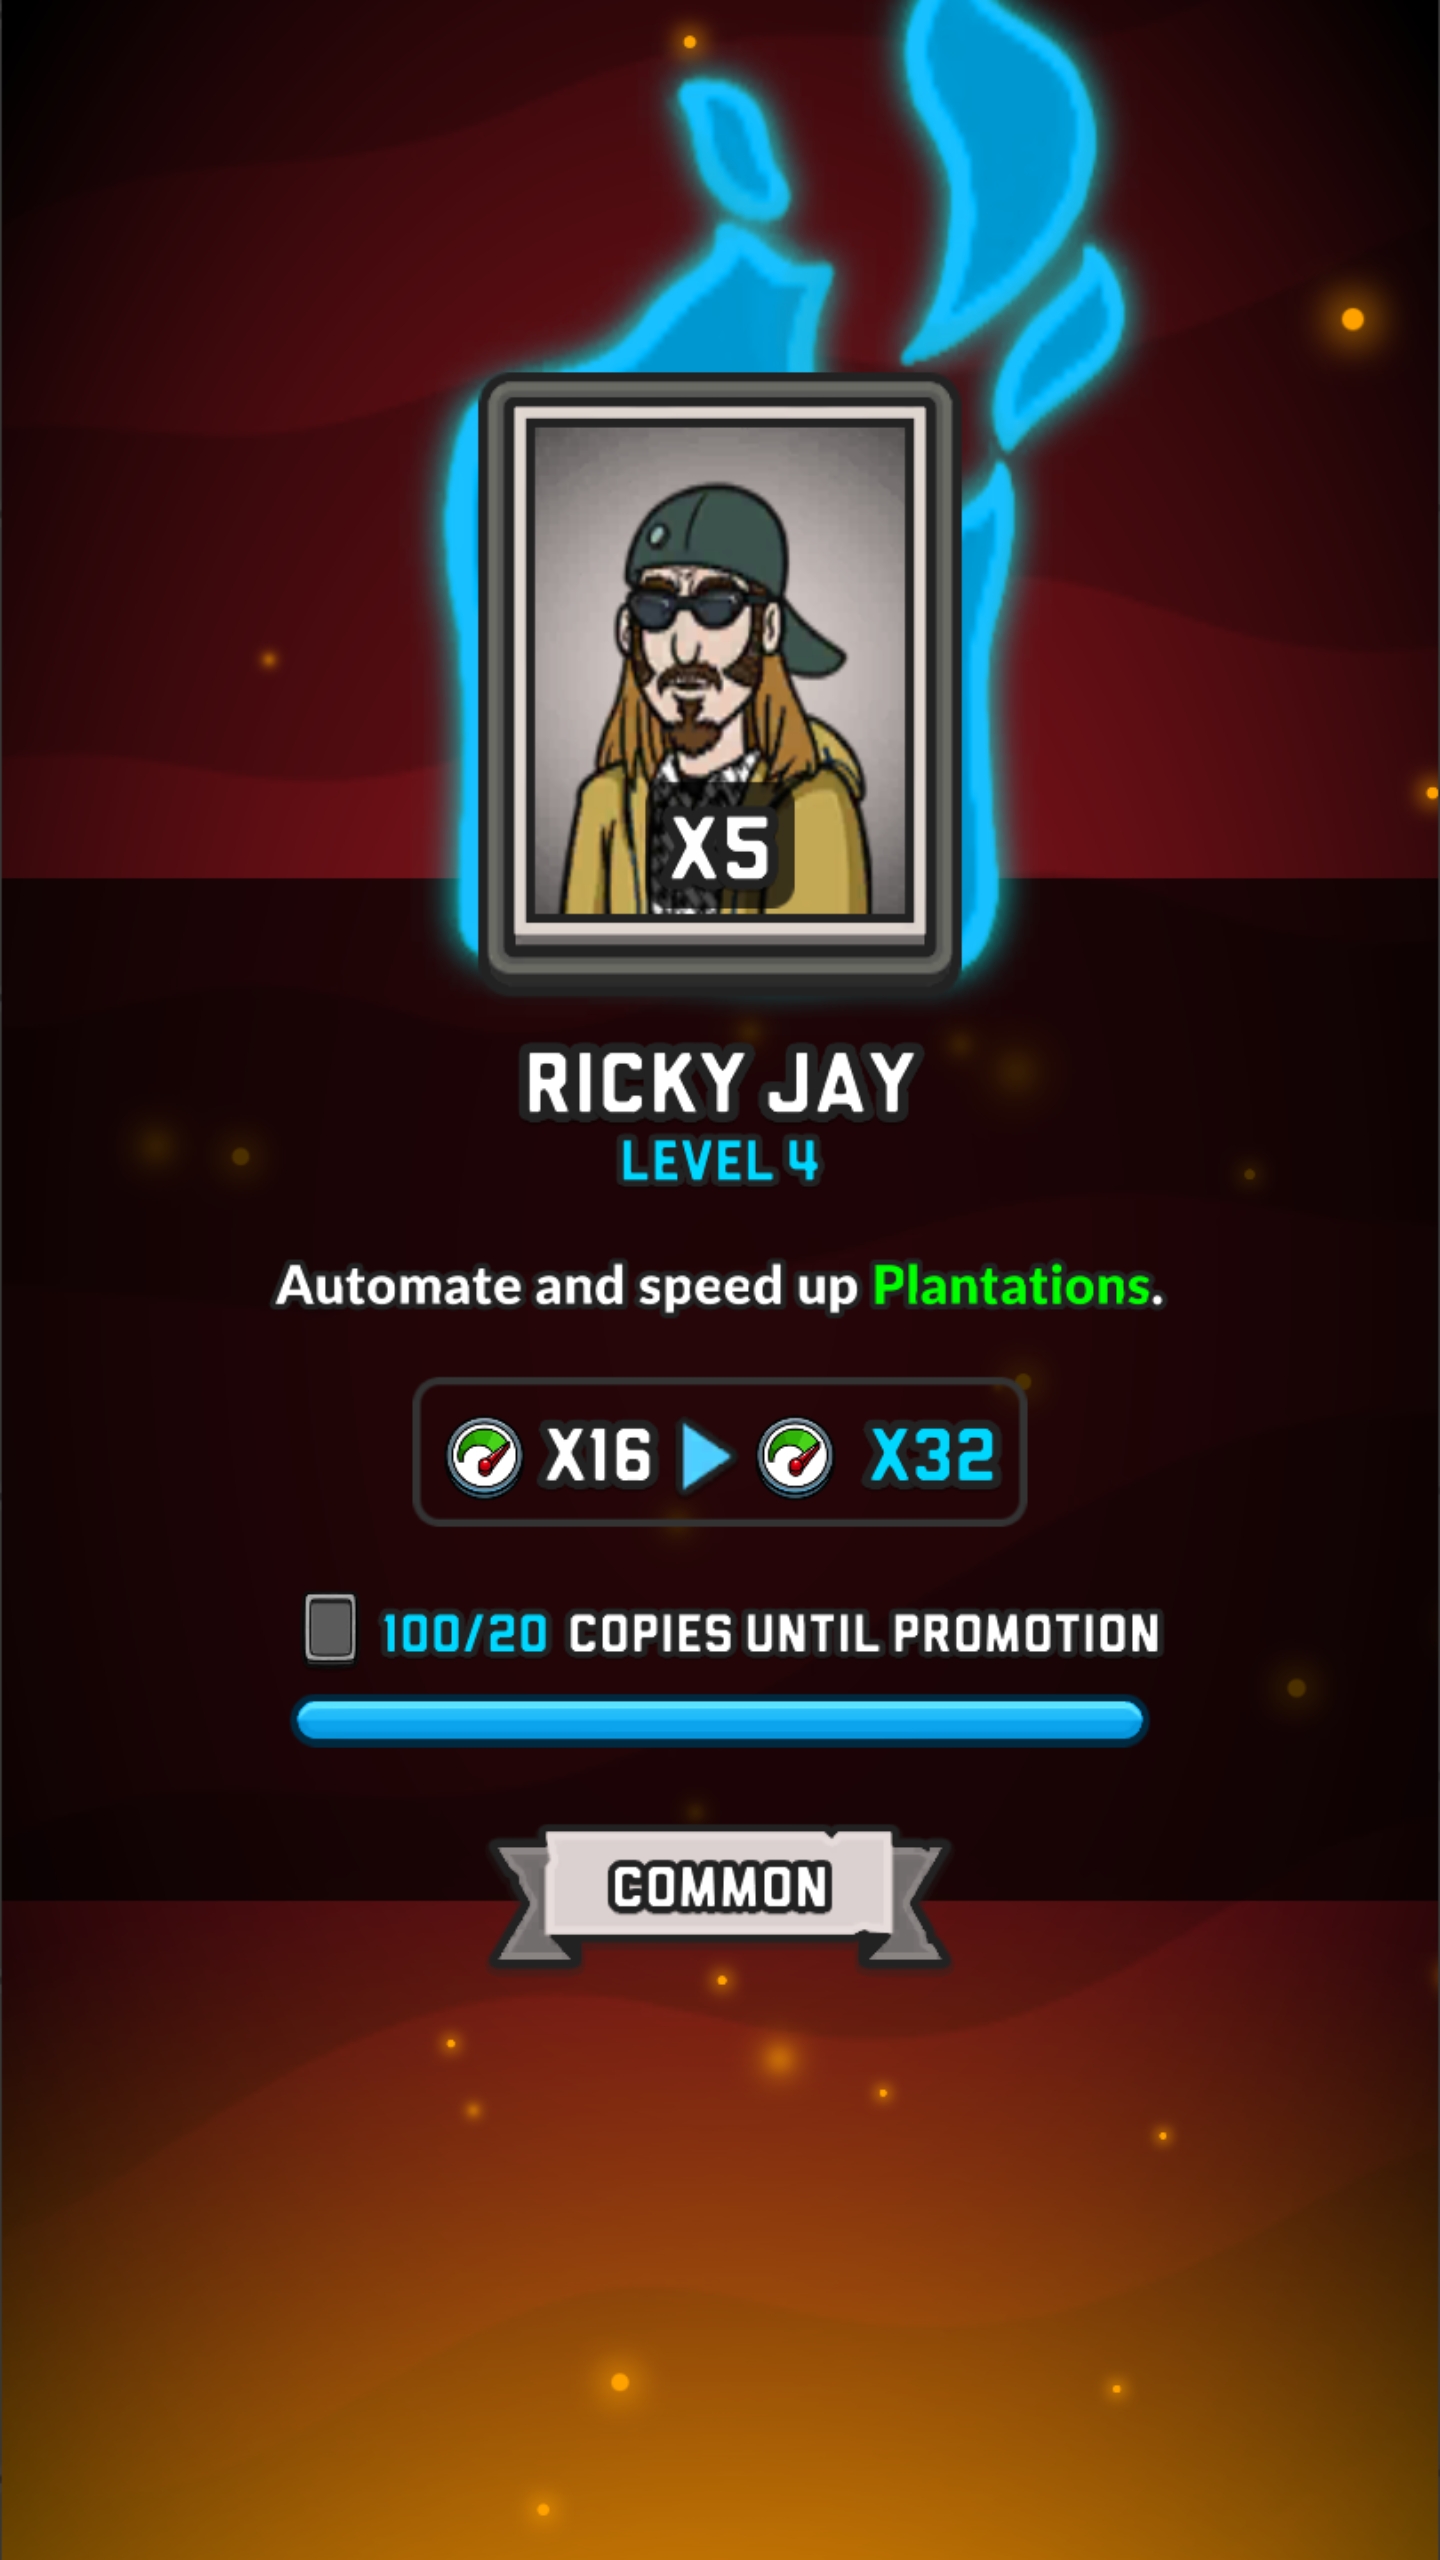 X5
RICKY JAY
LEVEL 4
Automate and speed up Plantations.
X16 X32
100/20 COPIES UNTIL PROMOTION
COMMON